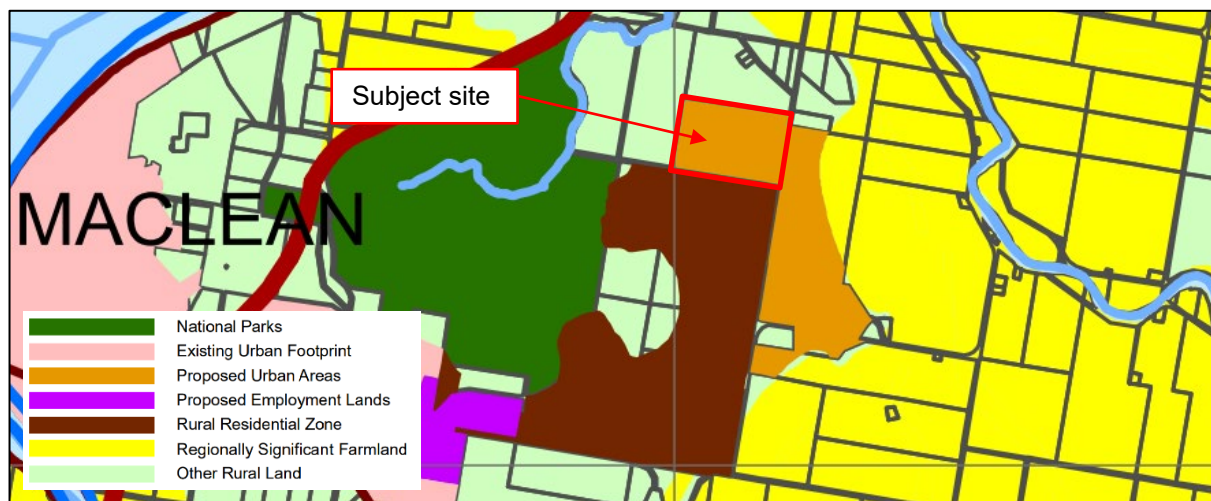 Subject site
MACLEAN
National Parks
Existing Urban Footprint
Proposed Urban Areas
Proposed Employment Lands
Rural Residential Zone
Regionally Significant Farmland
Other Rural Land